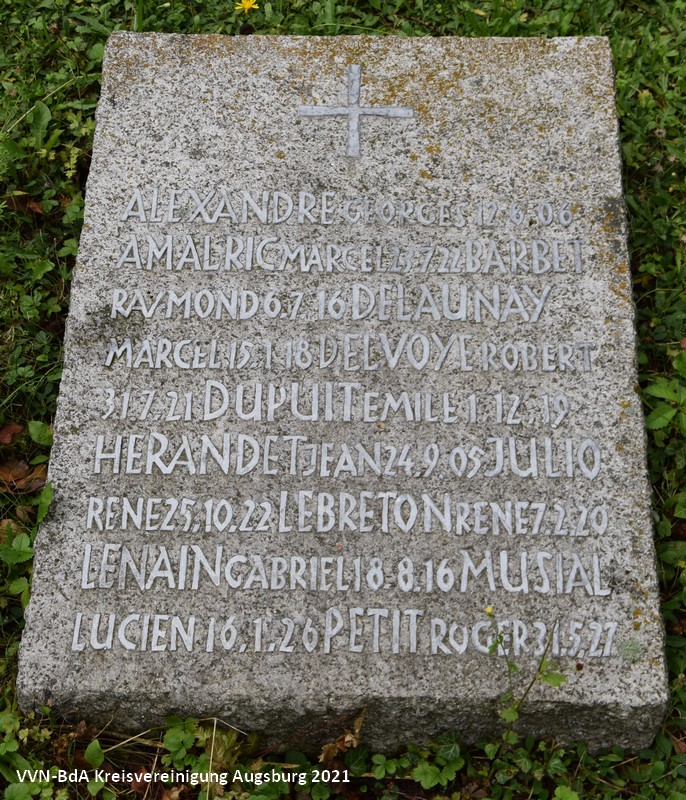 ALEXANDRE GEORGES 12.6.06
AMALRIC MARCEL 23.7.22 BARBET
RAYMOND 6.7.16 DELAUNAY
MARCEL 15.1.18 DELVOYE ROBERT
31.7.21 DUPUIT EMILE 1.12.19
HERANDET JEAN 24.9.05 JULIO
RENE 25.10.22 LEBRETON RENE 7.2.20
LENAIN GABRIEL 18.8.16 MUSIAL
LUCIEN 16.1.26 PETIT ROGER 31.5.27
VVN-BdA Kreisvereinigung Augsburg 2021